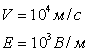 V = 10⁴ м / с
E = 10³ В / м